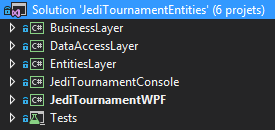 Solution 'JediTournamentEntities' (6 projets)
C# BusinessLayer
C# DataAccessLayer
C# EntitiesLayer
C# JediTournamentConsole
C# JediTournamentWPF
Tests